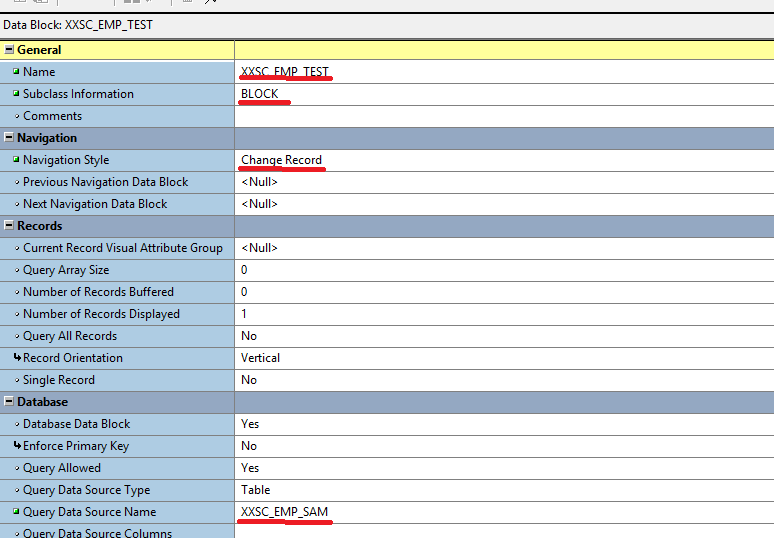 Data Block: XXSC_EMP_TEST
General
Name XXSC_EMP_TEST
Subclass Information BLOCK
Comments
Navigation
Navigation Style Change Record
Previous Navigation Data Block <Null>
Next Navigation Data Block <Null>
Records
Current Record Visual Attribute Group <Null>
Query Array Size 0
Number of Records Buffered 0
Number of Records Displayed 1
Query All Records No
Record Orientation Vertical
Single Record No
Database
Database Data Block Yes
Enforce Primary Key No
Query Allowed Yes
Query Data Source Type Table
Query Data Source Name XXSC_EMP_SAM
Query Data Source Columns